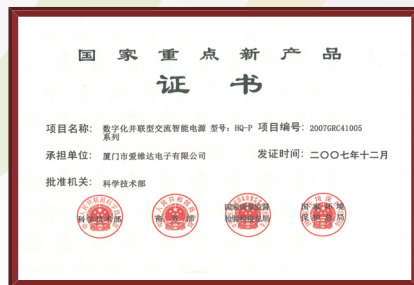 国家重点新产品
证书
项目名称: 数字化并联型交流智能电源 型号: HQ-P 项目编号: 2007GRC41005
系列
承担单位: 厦门市爱维达电子有限公司 发证时间: 二〇〇七年十二月
批准机关: 科学技术部
科学技术部 商务部 国家质量监督 国家环境
检验检疫总局 保护总局